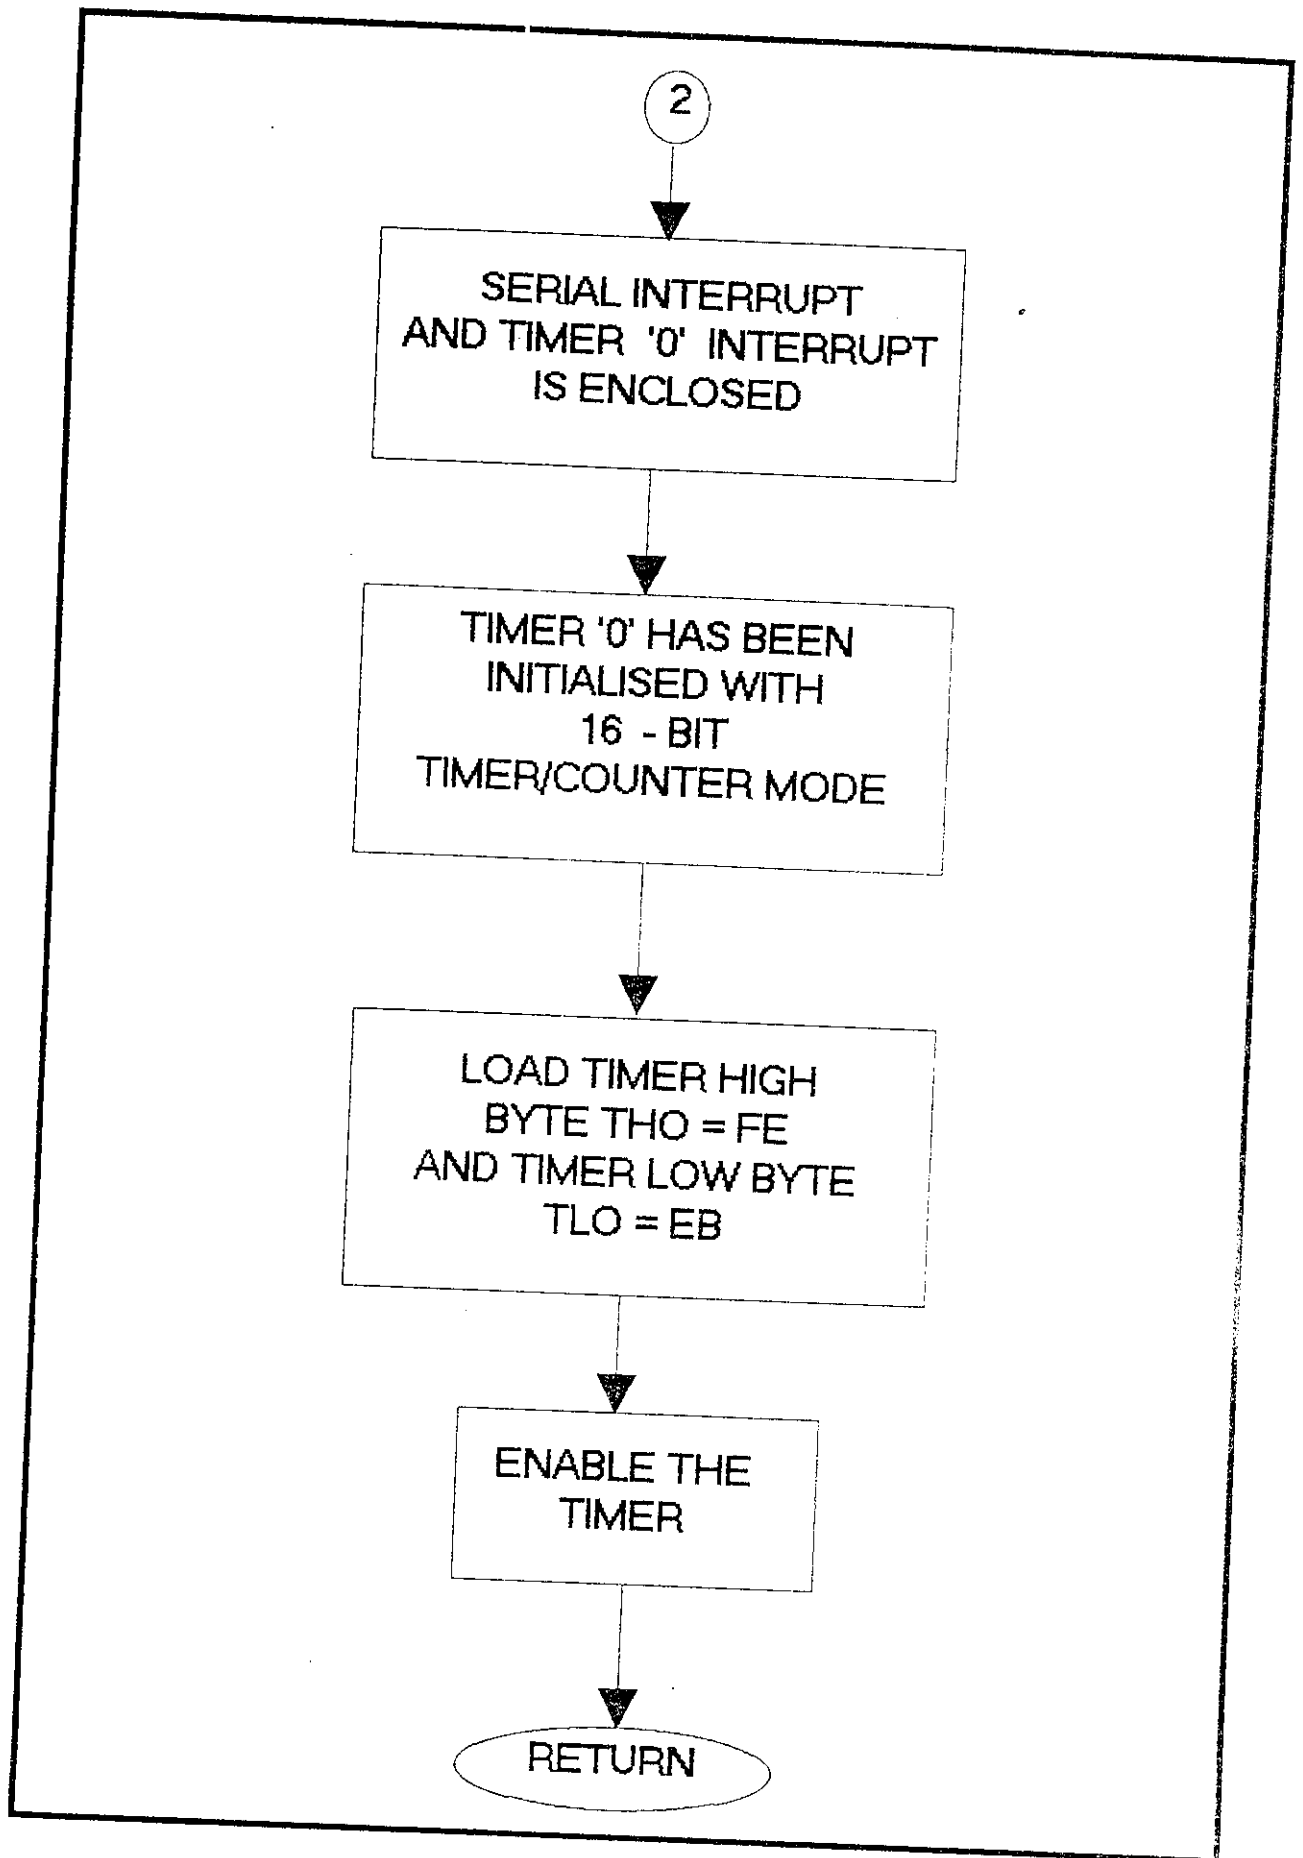 2
SERIAL INTERRUPT
AND TIMER '0' INTERRUPT
IS ENCLOSED
TIMER '0' HAS BEEN
INITIALISED WITH
16 - BIT
TIMER/COUNTER MODE
LOAD TIMER HIGH
BYTE THO = FE
AND TIMER LOW BYTE
TLO = EB
ENABLE THE
TIMER
RETURN